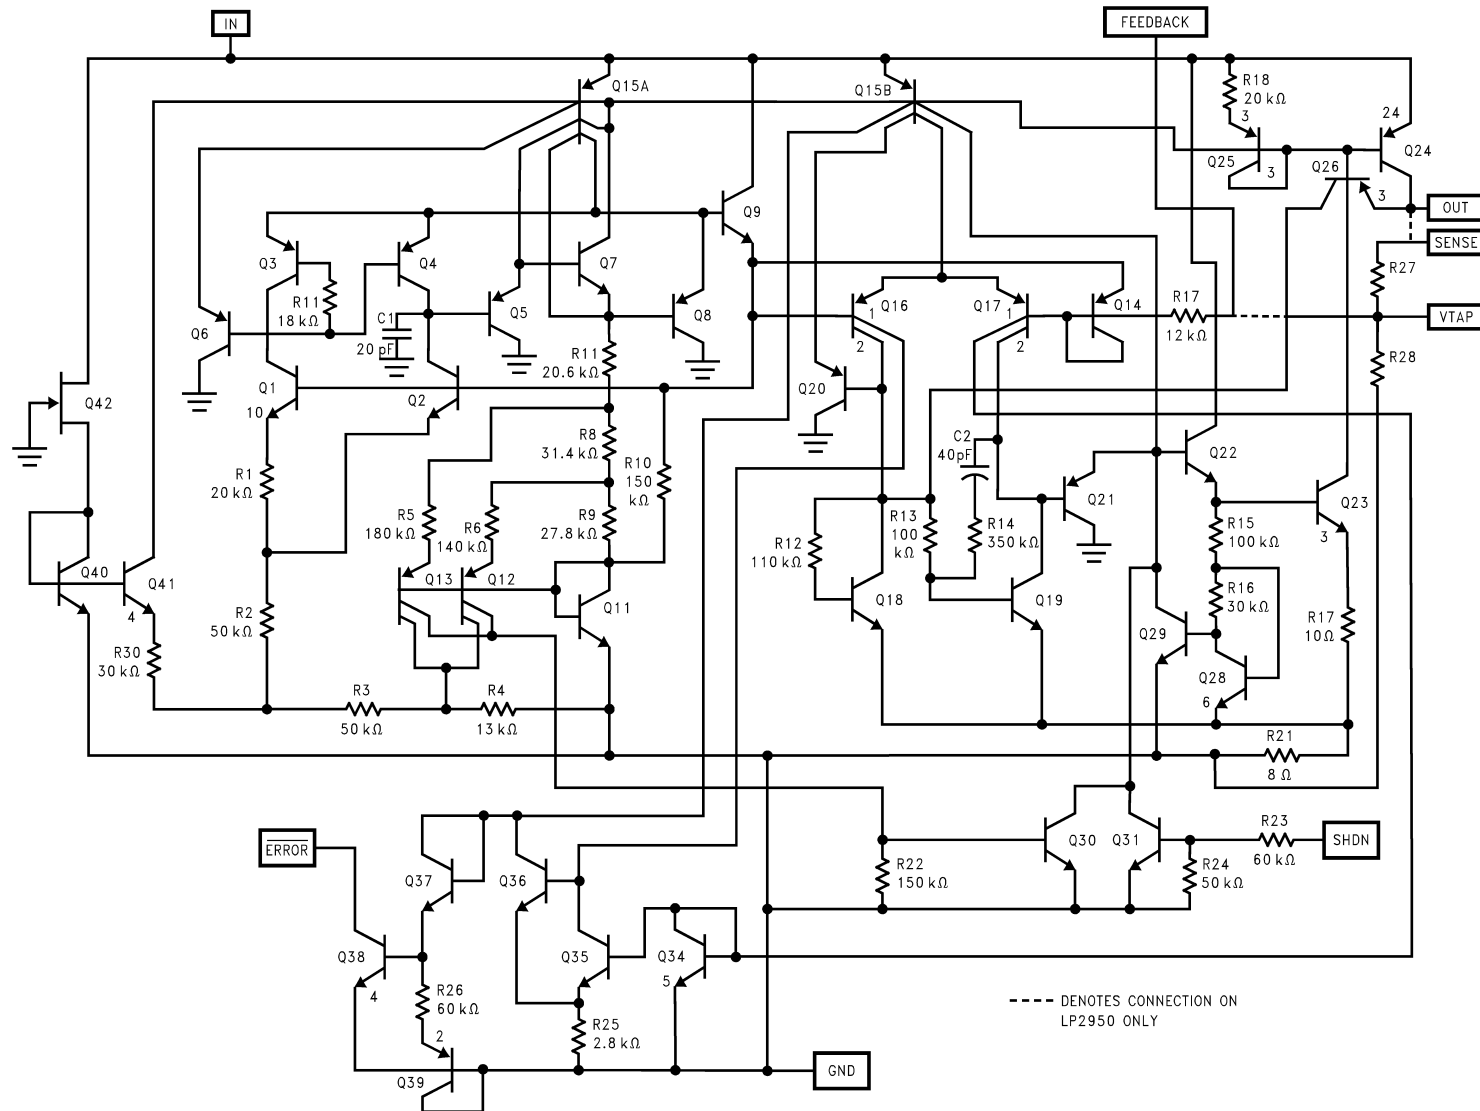 IN
FEEDBACK
Q15A
Q15B
R18
20 kΩ
3
24
Q25
3
Q26
Q24
3
OUT
SENSE
Q9
Q3
Q4
Q7
R11
18 kΩ
C1
20 pF
Q6
Q5
Q8
Q16
1
2
Q17
1
2
Q14
R17
12 kΩ
R27
VTAP
R28
R11
20.6 kΩ
Q42
Q1
10
Q2
Q20
R8
31.4 kΩ
R10
150
kΩ
C2
40pF
Q22
R1
20 kΩ
R5
180 kΩ
R6
140 kΩ
R9
27.8 kΩ
R13
100
kΩ
R14
350 kΩ
Q21
Q23
3
R15
100 kΩ
R12
110 kΩ
Q40
Q41
4
Q13
Q12
Q11
Q18
Q19
R16
30 kΩ
R2
50 kΩ
Q29
R17
10Ω
R30
30 kΩ
Q28
6
R3
50 kΩ
R4
13 kΩ
R21
8 Ω
ERROR
Q30
Q31
R23
60 kΩ
SHDN
Q37
Q36
R22
150 kΩ
R24
50 kΩ
Q38
4
Q35
Q34
5
R26
60 kΩ
R25
2.8 kΩ
2
Q39
GND
DENOTES CONNECTION ON
LP2950 ONLY